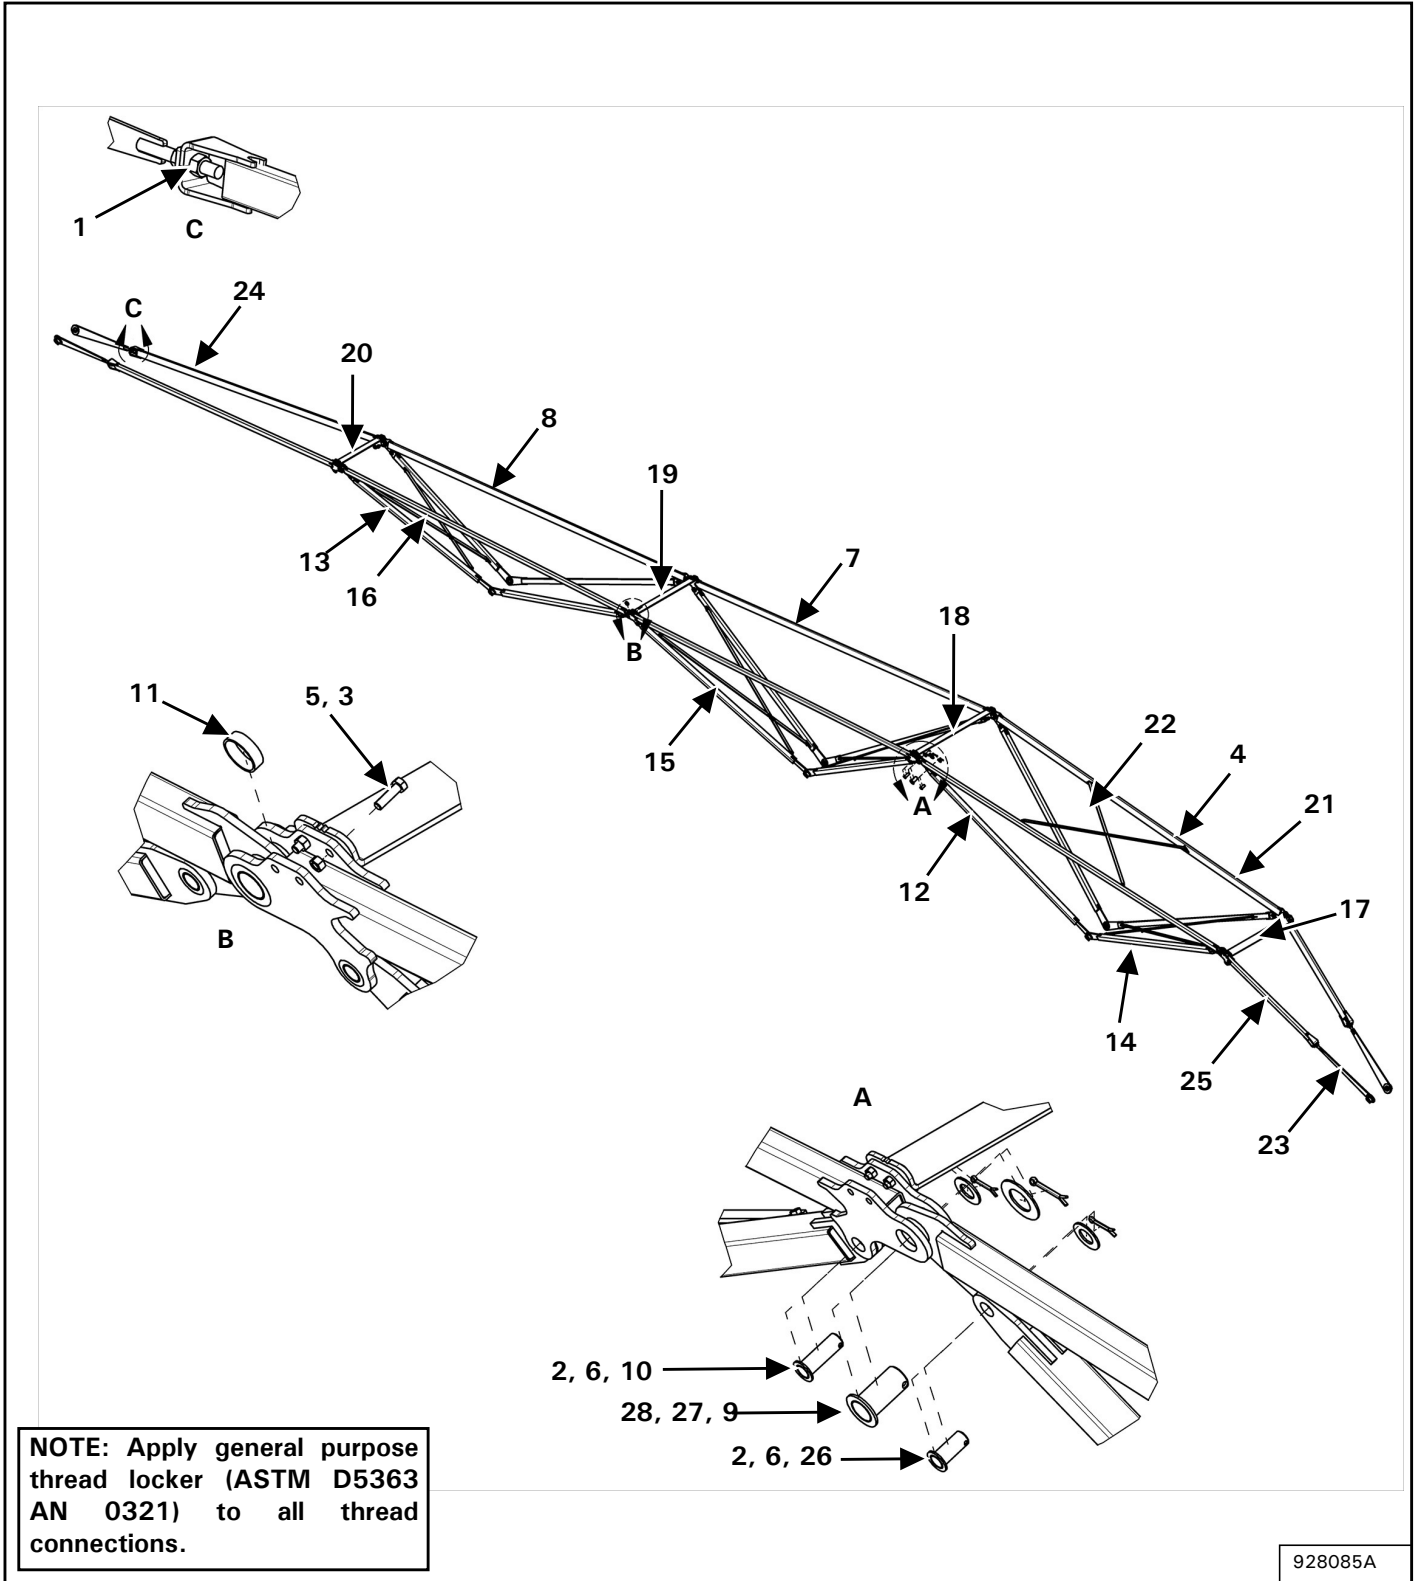 1
C
24
C
20
8
19
13
16
7
18
B
11
5, 3
15
22
4
A
21
12
17
B
14
25
A
23
2, 6, 10
28, 27, 9
2, 6, 26
NOTE: Apply general purpose
thread locker (ASTM D5363
AN 0321) to all thread
connections.
928085A